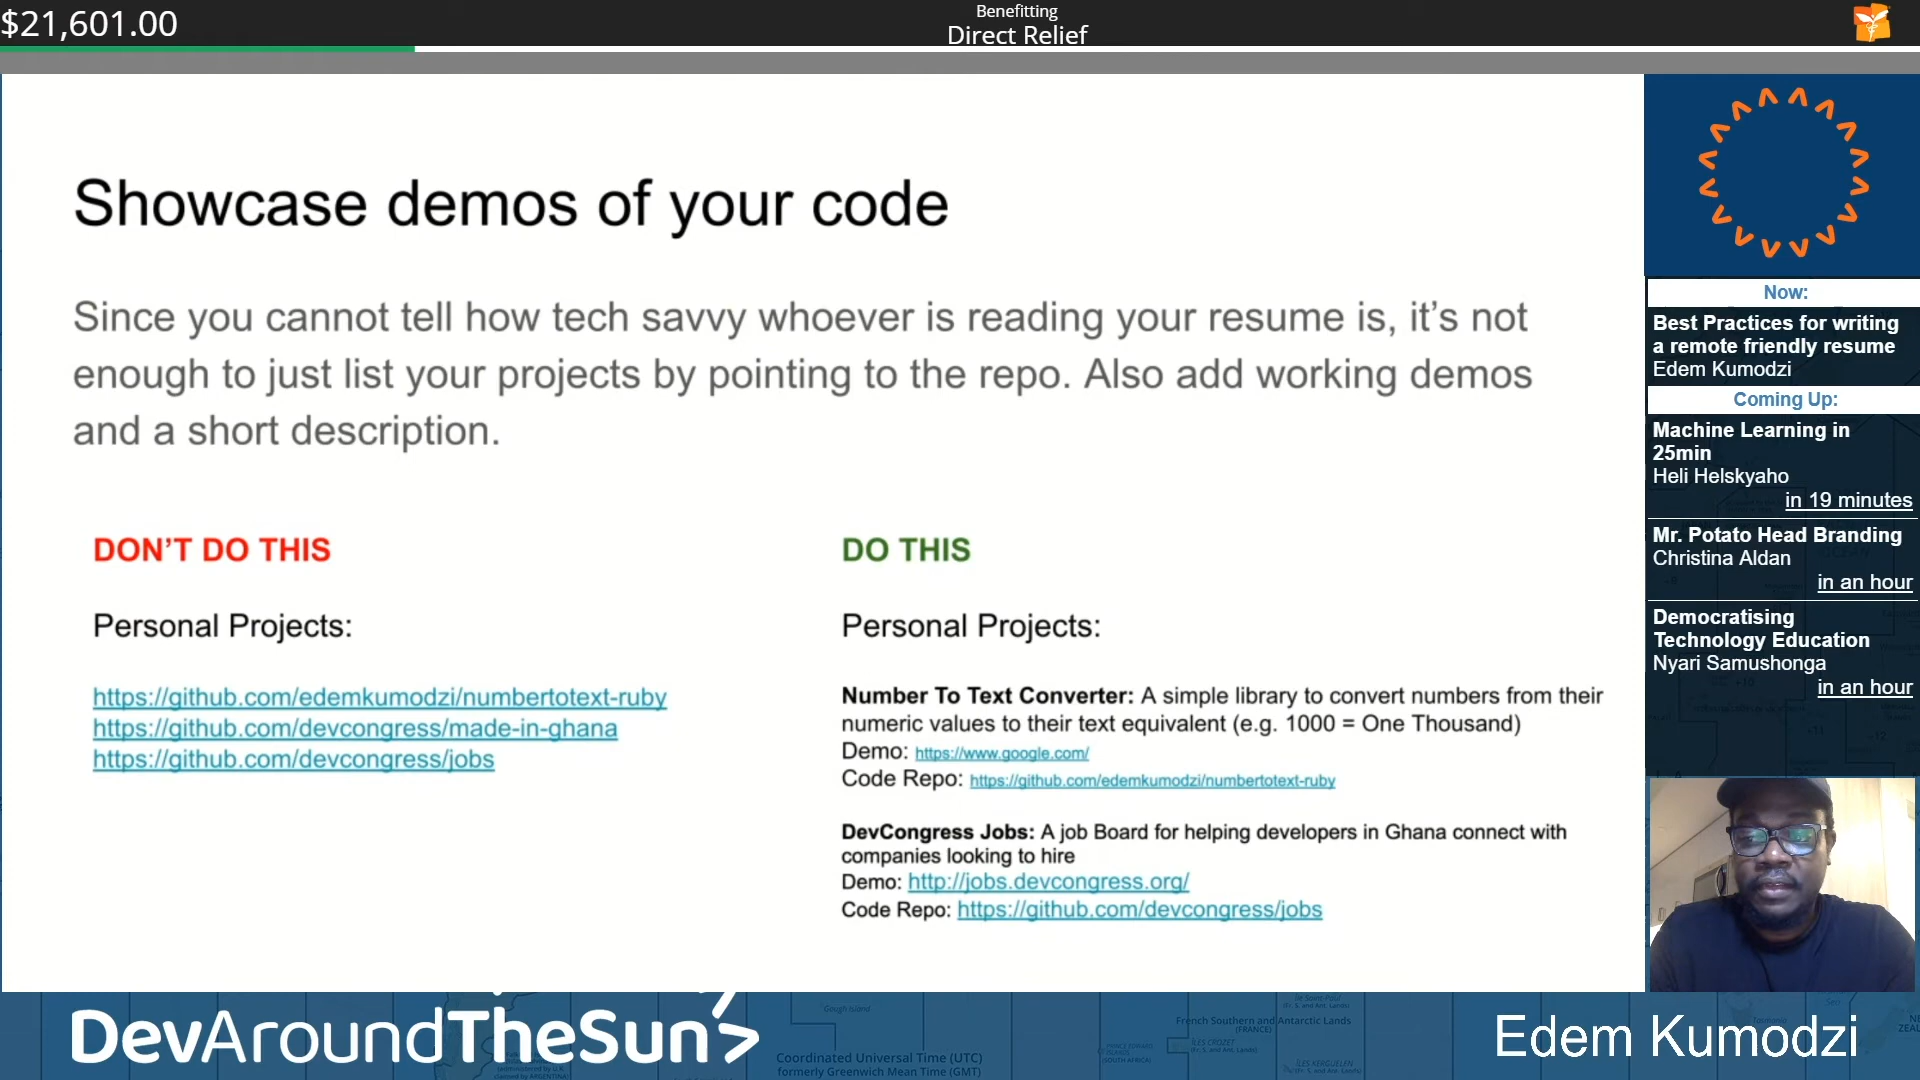 $21,601.00
Benefitting
Direct Relief
Showcase demos of your code
Since you cannot tell how tech savvy whoever is reading your resume is, it’s not
enough to just list your projects by pointing to the repo. Also add working demos
and a short description.
DON’T DO THIS
Personal Projects:
https://github.com/edemkumodzi/numbertotext-ruby
https://github.com/devcongress/made-in-ghana
https://github.com/devcongress/jobs
DO THIS
Personal Projects:
Number To Text Converter: A simple library to convert numbers from their
numeric values to their text equivalent (e.g. 1000 = One Thousand)
Demo: https://www.google.com/
Code Repo: https://github.com/edemkumodzi/numbertotext-ruby
DevCongress Jobs: A job Board for helping developers in Ghana connect with
companies looking to hire
Demo: http://jobs.devcongress.org/
Code Repo: https://github.com/devcongress/jobs
Now:
Best Practices for writing
a remote friendly resume
Edem Kumodzi
Coming Up:
Machine Learning in
25min
Heli Helskyaho
in 19 minutes
Mr. Potato Head Branding
Christina Aldan
in an hour
Democratising
Technology Education
Nyari Samushonga
in an hour
DevAroundTheSun
Gough Island
Coordinated Universal Time (UTC)
formerly Greenwich Mean Time (GMT)
French Southern and Antarctic Lands
(FRANCE)
Edem Kumodzi